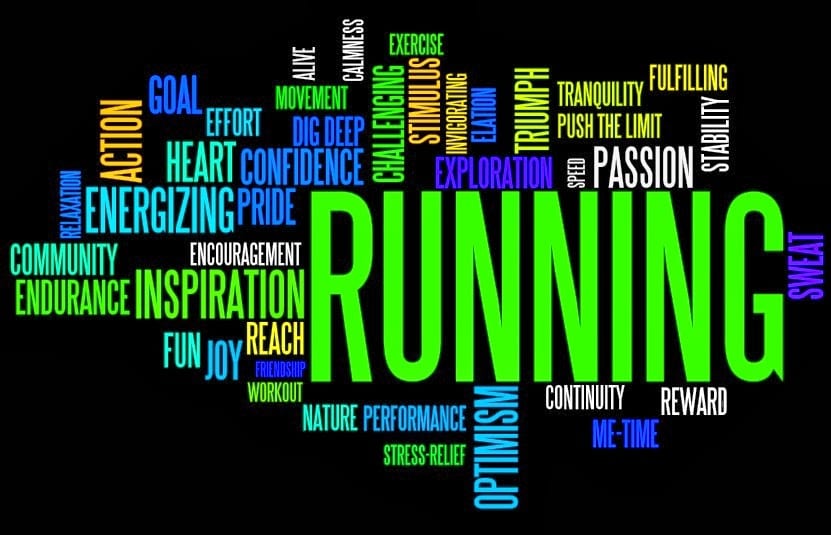 EXERCISE
ALIVE
CALMNESS
FULFILLING
GOAL
MOVEMENT
CHALLENGING
STIMULUS
INVIGORATING
ELATION
TRIUMPH
TRANQUILITY
ACTION
EFFORT
DIG DEEP
PUSH THE LIMIT
STABILITY
HEART
CONFIDENCE
EXPLORATION
SPEED
PASSION
RELAXATION
ENERGIZING
PRIDE
RUNNING
SWEAT
COMMUNITY
ENCOURAGEMENT
ENDURANCE
INSPIRATION
FUN
JOY
REACH
FRIENDSHIP
WORKOUT
NATURE
PERFORMANCE
OPTIMISM
CONTINUITY
REWARD
ME-TIME
STRESS-RELIEF